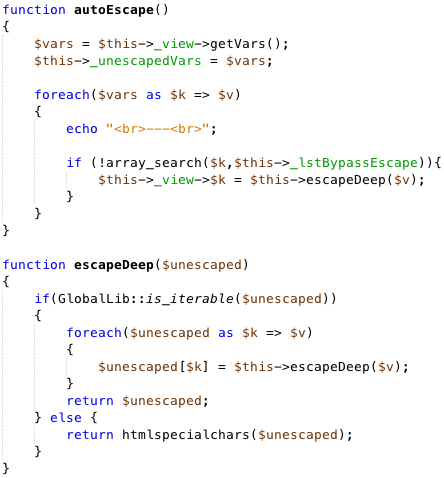 function autoEscape()
{
    $vars = $this->_view->getVars();
    $this->_unescapedVars = $vars;

    foreach($vars as $k => $v)
    {
        echo "<br>---<br>";

        if (!array_search($k,$this->_lstBypassEscape)){
            $this->_view->$k = $this->escapeDeep($v);
        }
    }
}

function escapeDeep($unescaped)
{
    if(GlobalLib::is_iterable($unescaped))
    {
        foreach($unescaped as $k => $v)
        {
            $unescaped[$k] = $this->escapeDeep($v);
        }
        return $unescaped;
    } else {
        return htmlspecialchars($unescaped);
    }
}